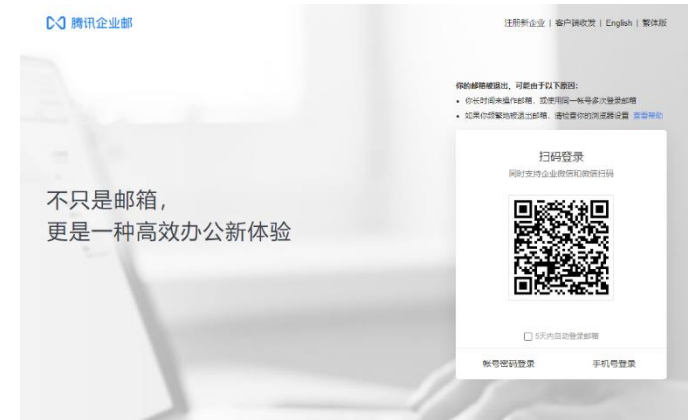 腾讯企业邮
注册新企业 | 客户端收发 | English | 繁体版
你的邮箱被退出，可能由于以下原因：
• 你长时间未操作邮箱，或使用同一帐号多次登录邮箱
• 如果你频繁地被退出邮箱，请检查你的浏览器设置 查看帮助
扫码登录
同时支持企业微信和微信扫码
不只是邮箱，
更是一种高效办公新体验
5天内自动登录邮箱
帐号密码登录
手机号登录